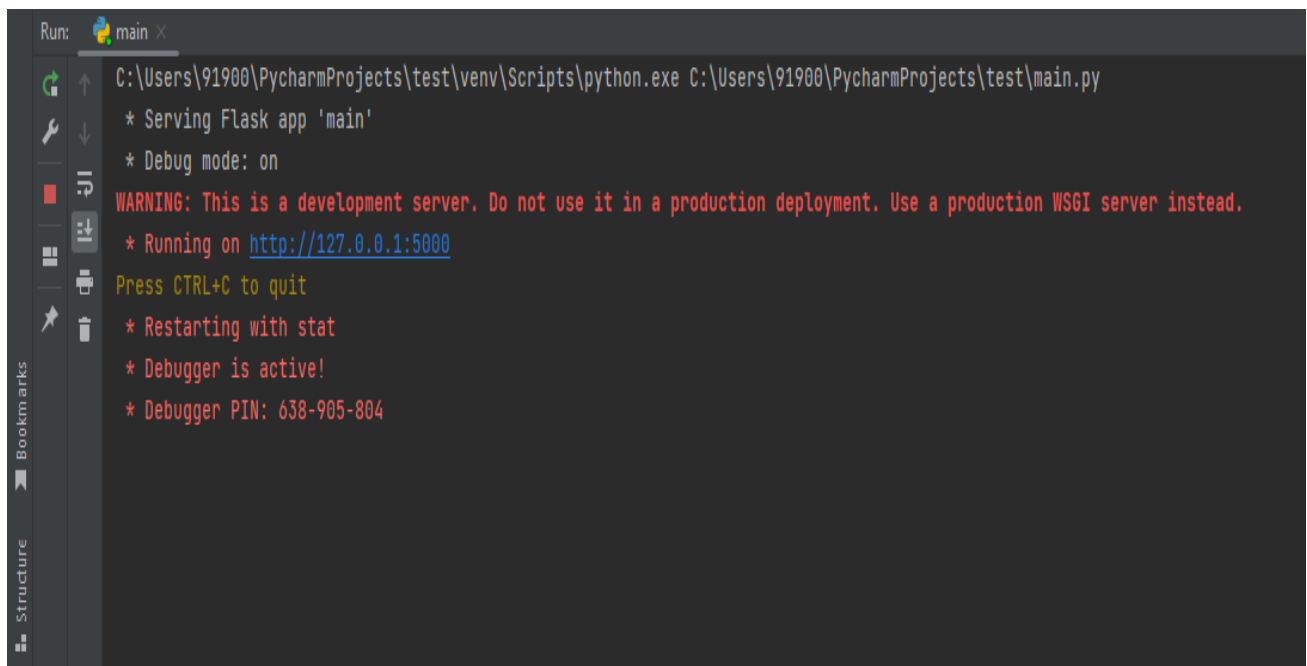 Run: main
C:\Users\91900\PycharmProjects\test\venv\Scripts\python.exe C:\Users\91900\PycharmProjects\test\main.py
* Serving Flask app 'main'
* Debug mode: on
WARNING: This is a development server. Do not use it in a production deployment. Use a production WSGI server instead.
* Running on http://127.0.0.1:5000
Press CTRL+C to quit
* Restarting with stat
* Debugger is active!
* Debugger PIN: 638-905-804
Bookmarks
Structure